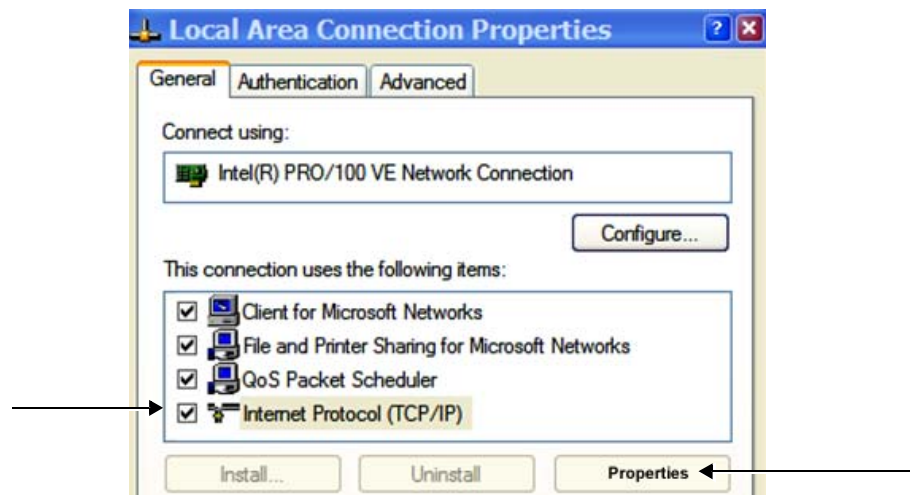 Local Area Connection Properties ?
General Authentication Advanced
Connect using:
Intel(R) PRO/100 VE Network Connection
Configure...
This connection uses the following items:
Client for Microsoft Networks
File and Printer Sharing for Microsoft Networks
QoS Packet Scheduler
Internet Protocol (TCP/IP)
Install... Uninstall Properties